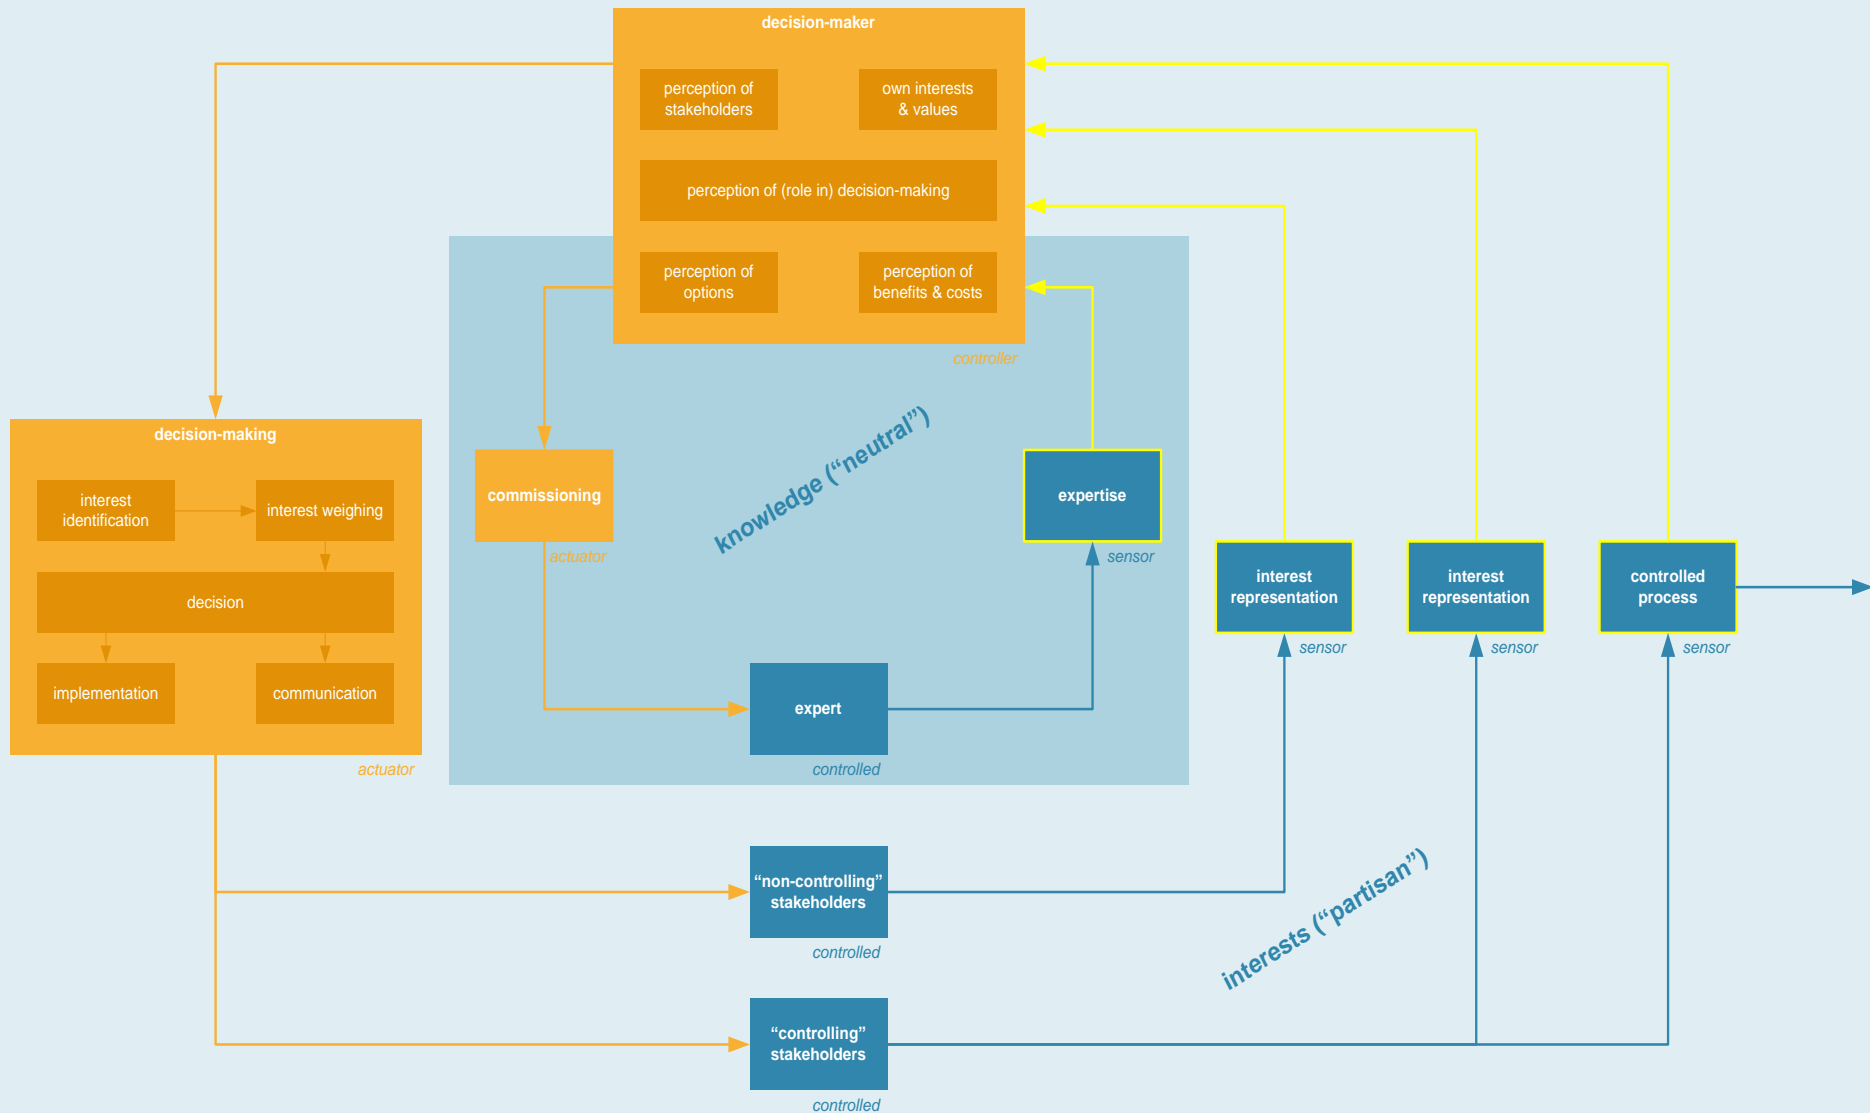 decision-maker
perception of
stakeholders
own interests
& values
perception of (role in) decision-making
perception of
options
perception of
benefits & costs
controller
decision-making
interest
identification
interest weighing
decision
implementation
communication
actuator
commissioning
actuator
knowledge (“neutral”)
expertise
sensor
expert
controlled
interest
representation
sensor
interest
representation
sensor
controlled
process
sensor
“non-controlling”
stakeholders
controlled
interests (“partisan”)
“controlling”
stakeholders
controlled